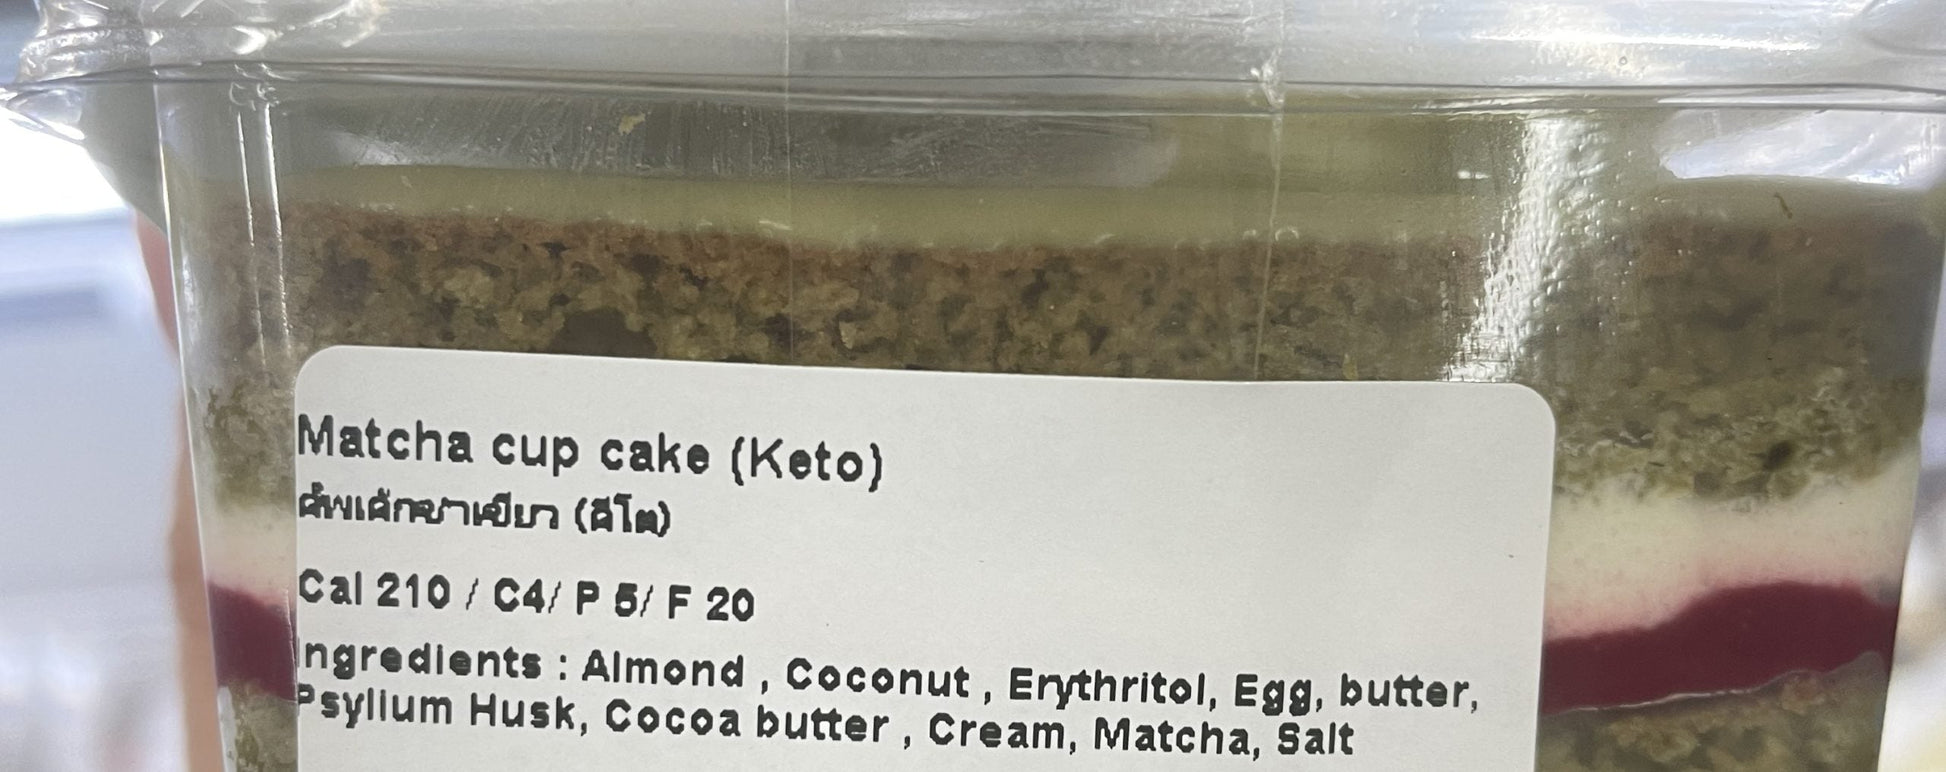 Matcha cup cake (Keto)
คัพเค้กชาเขียว (คีโต)
Cal 210 / C4/ P 5/ F 20
Ingredients : Almond , Coconut , Erythritol, Egg, butter,
Psyllium Husk, Cocoa butter , Cream, Matcha, Salt